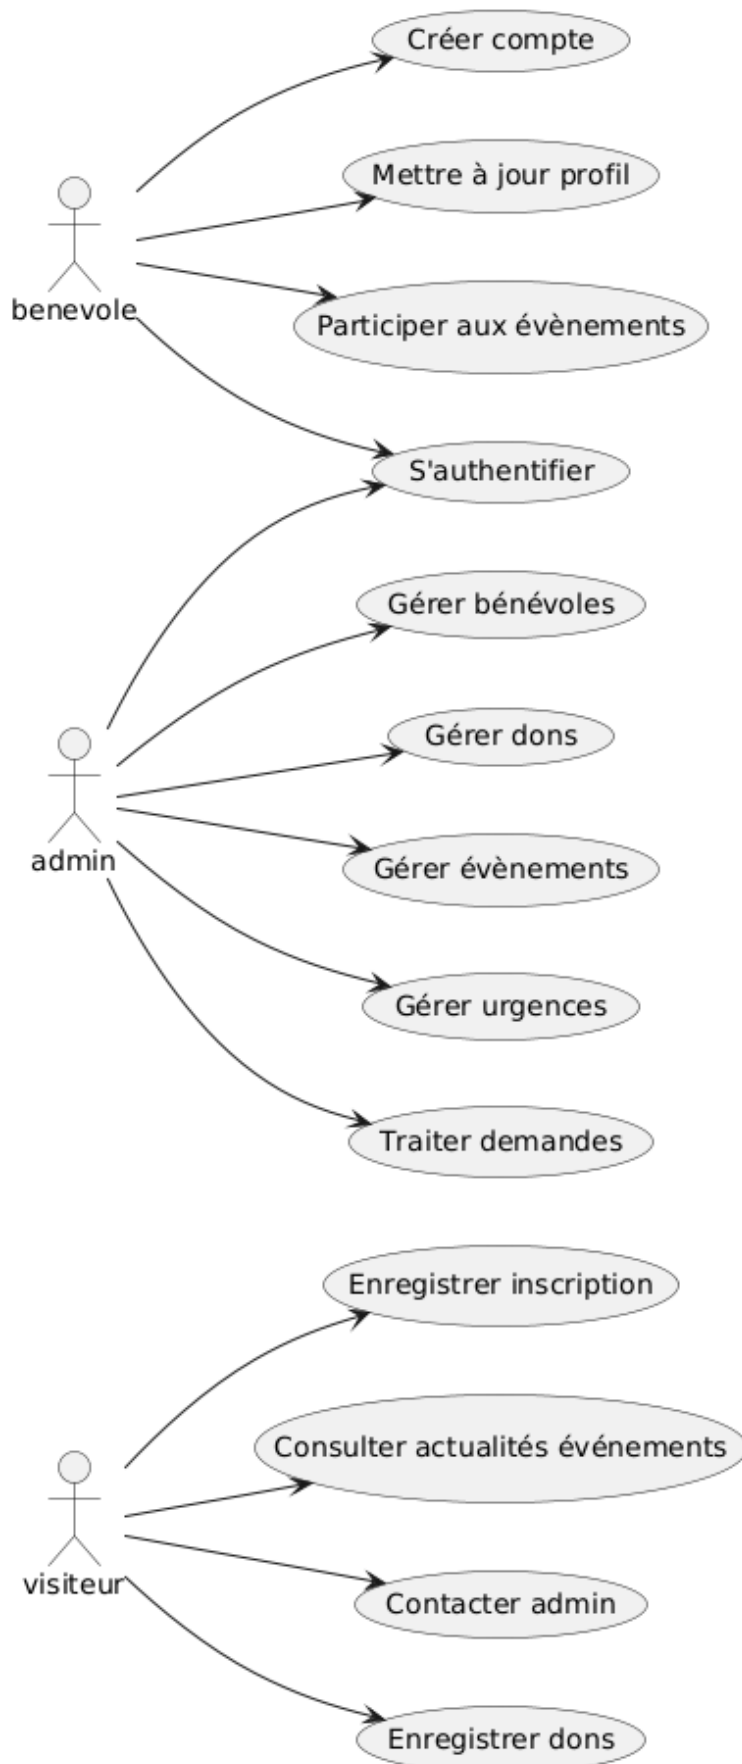 Créer compte
Mettre à jour profil
benevole
Participer aux évènements
S'authentifier
Gérer bénévoles
Gérer dons
admin
Gérer évènements
Gérer urgences
Traiter demandes
Enregistrer inscription
Consulter actualités événements
visiteur
Contacter admin
Enregistrer dons